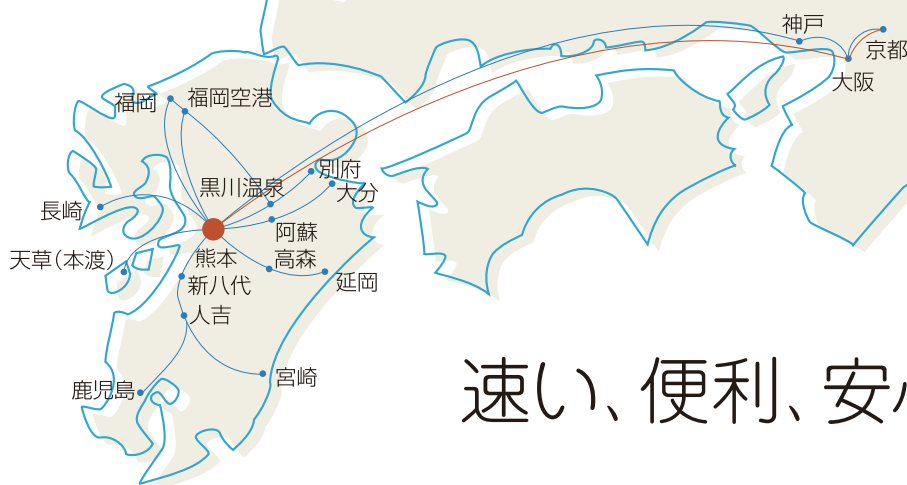 神戸
京都
大阪
福岡
福岡空港
別府
黒川温泉
大分
長崎
阿蘇
天草(本渡)
熊本
高森
新八代
延岡
人吉
宮崎
鹿児島
速い、便利、安